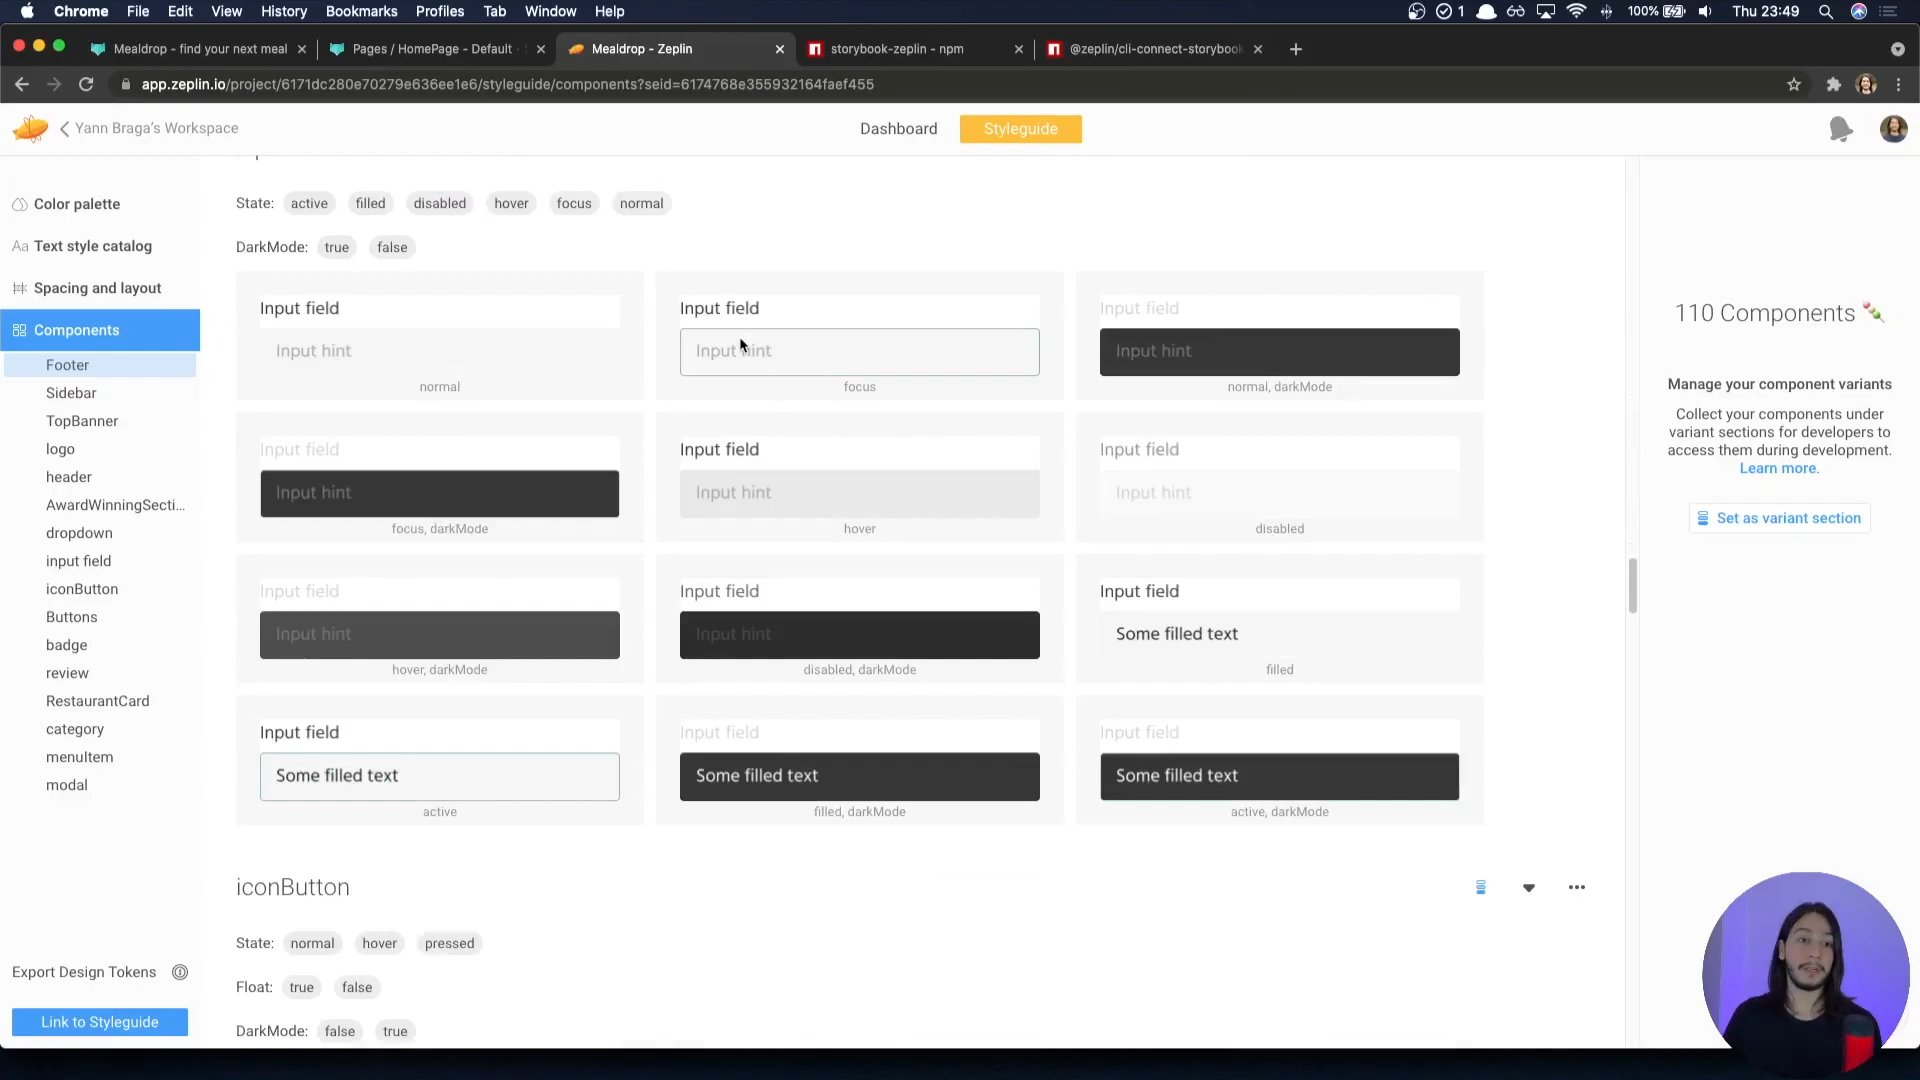 Chrome File Edit View History Bookmarks Profiles Tab Window Help
1 100% Thu 23:49
Mealdrop - find your next meal
Pages / HomePage - Default ·
Mealdrop - Zeplin
storybook-zeplin - npm
@zeplin/cli-connect-storybook
app.zeplin.io/project/6171dc280e70279e636ee1e6/styleguide/components?seid=6174768e355932164faef455
Yann Braga's Workspace
Dashboard
Styleguide
Color palette
Aa Text style catalog
Spacing and layout
Components
Footer
Sidebar
TopBanner
logo
header
AwardWinningSecti...
dropdown
input field
iconButton
Buttons
badge
review
RestaurantCard
category
menuItem
modal
Export Design Tokens
Link to Styleguide
State: active filled disabled hover focus normal
DarkMode: true false
Input field
Input hint
normal
Input field
Input hint
focus
Input field
Input hint
normal, darkMode
Input field
Input hint
focus, darkMode
Input field
Input hint
hover
Input field
Input hint
disabled
Input field
Input hint
hover, darkMode
Input field
Input hint
disabled, darkMode
Input field
Some filled text
filled
Input field
Some filled text
active
Input field
Some filled text
filled, darkMode
Input field
Some filled text
active, darkMode
iconButton
State: normal hover pressed
Float: true false
DarkMode: false true
110 Components
Manage your component variants
Collect your components under
variant sections for developers to
access them during development.
Learn more.
Set as variant section